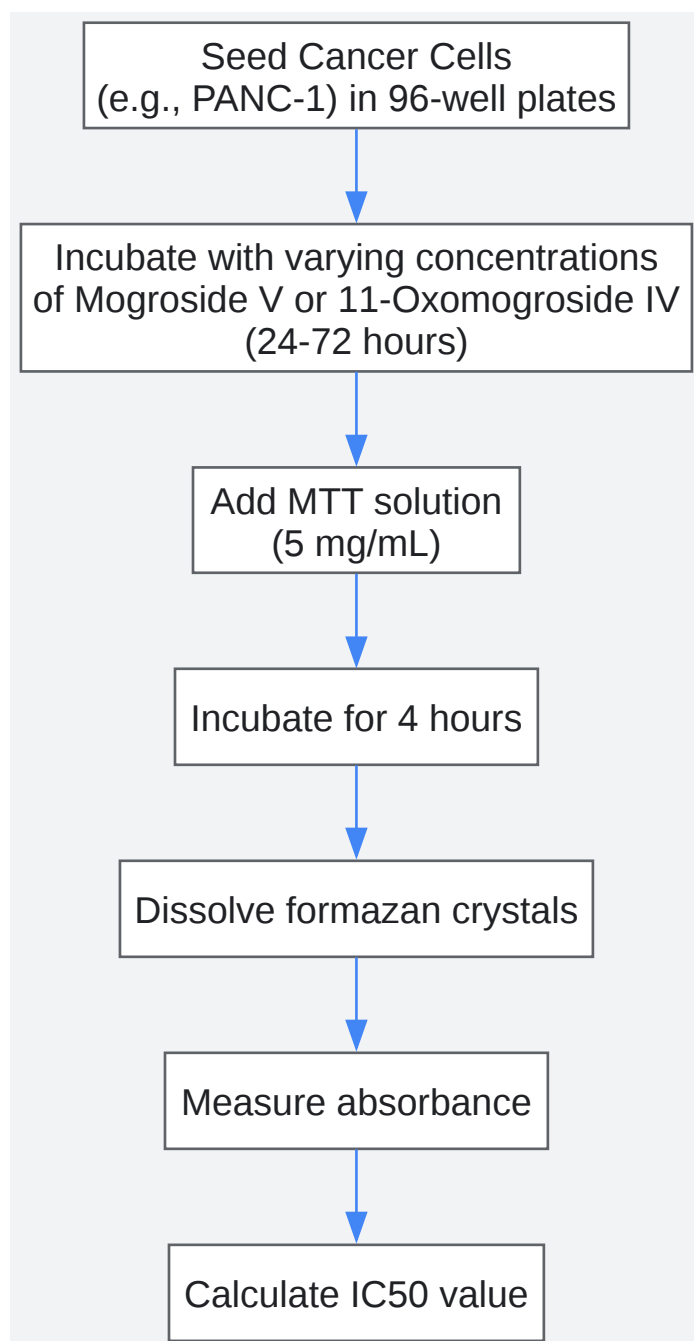 Seed Cancer Cells
(e.g., PANC-1) in 96-well plates
Incubate with varying concentrations
of Mogroside V or 11-Oxomogroside IV
(24-72 hours)
Add MTT solution
(5 mg/mL)
Incubate for 4 hours
Dissolve formazan crystals
Measure absorbance
Calculate IC50 value